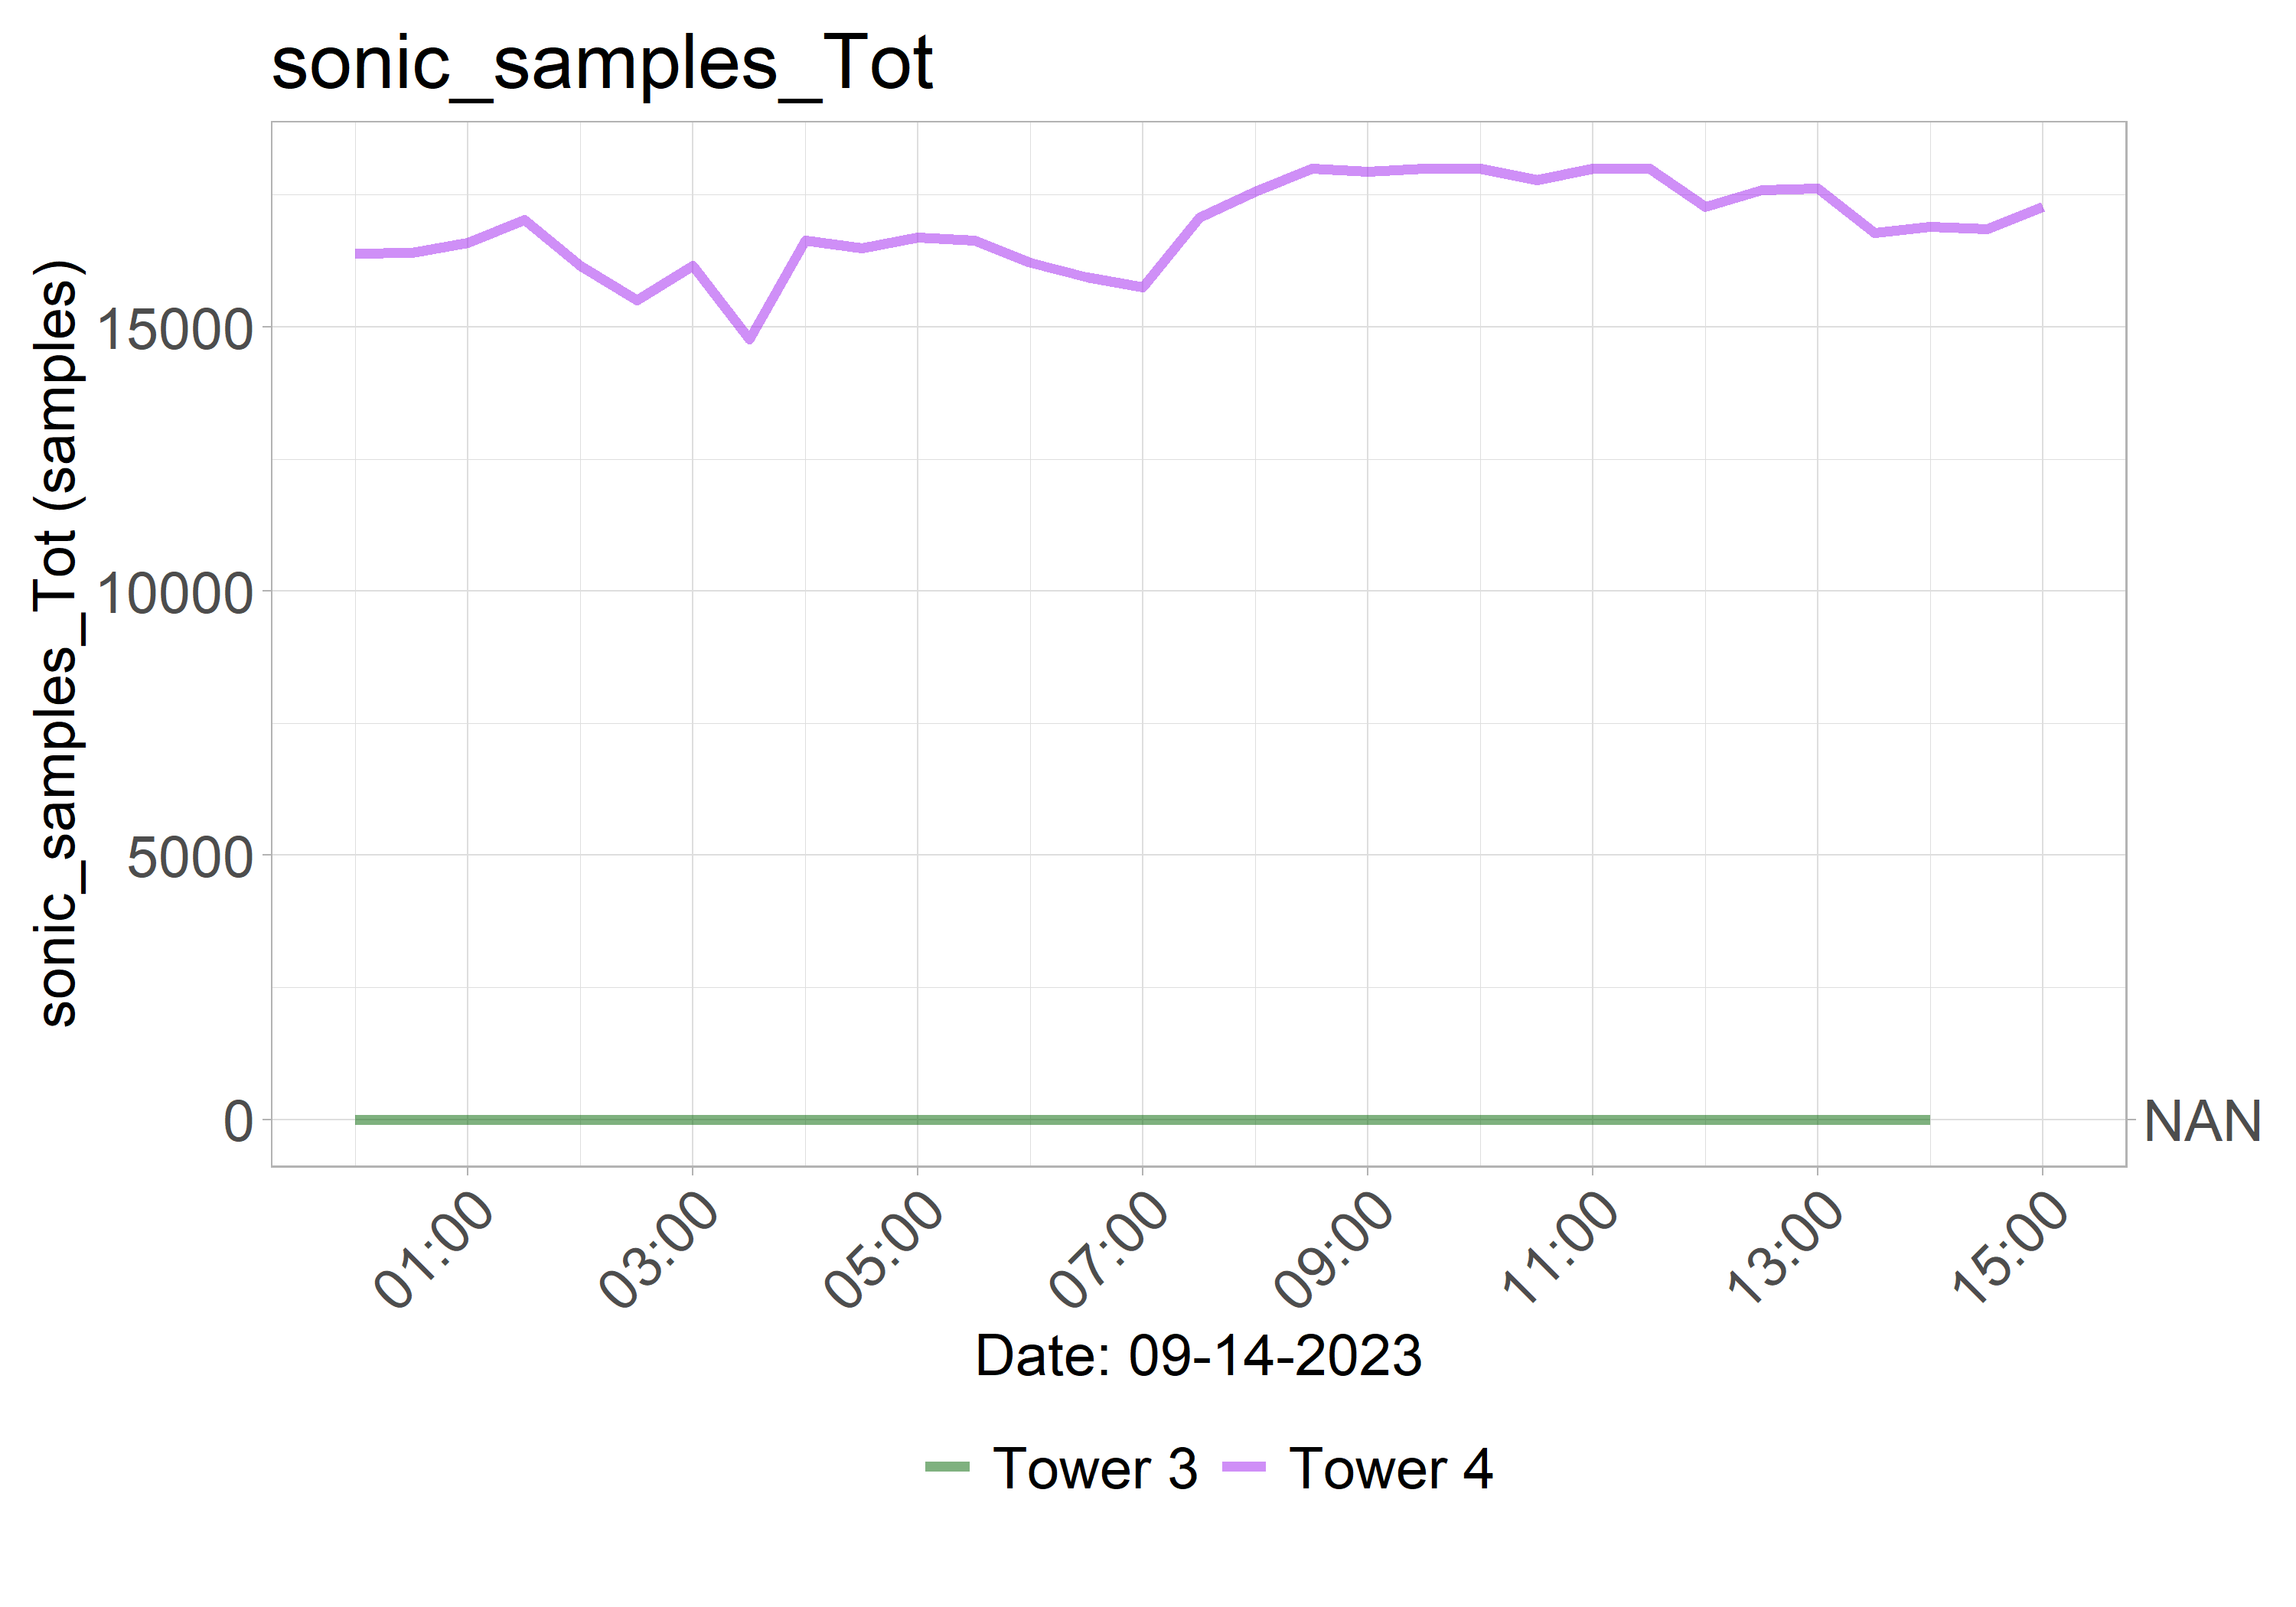 sonic_samples_Tot
sonic_samples_Tot (samples)
15000
10000
5000
0
NAN
01:00
03:00
05:00
07:00
09:00
11:00
13:00
15:00
Date: 09-14-2023
Tower 3
Tower 4